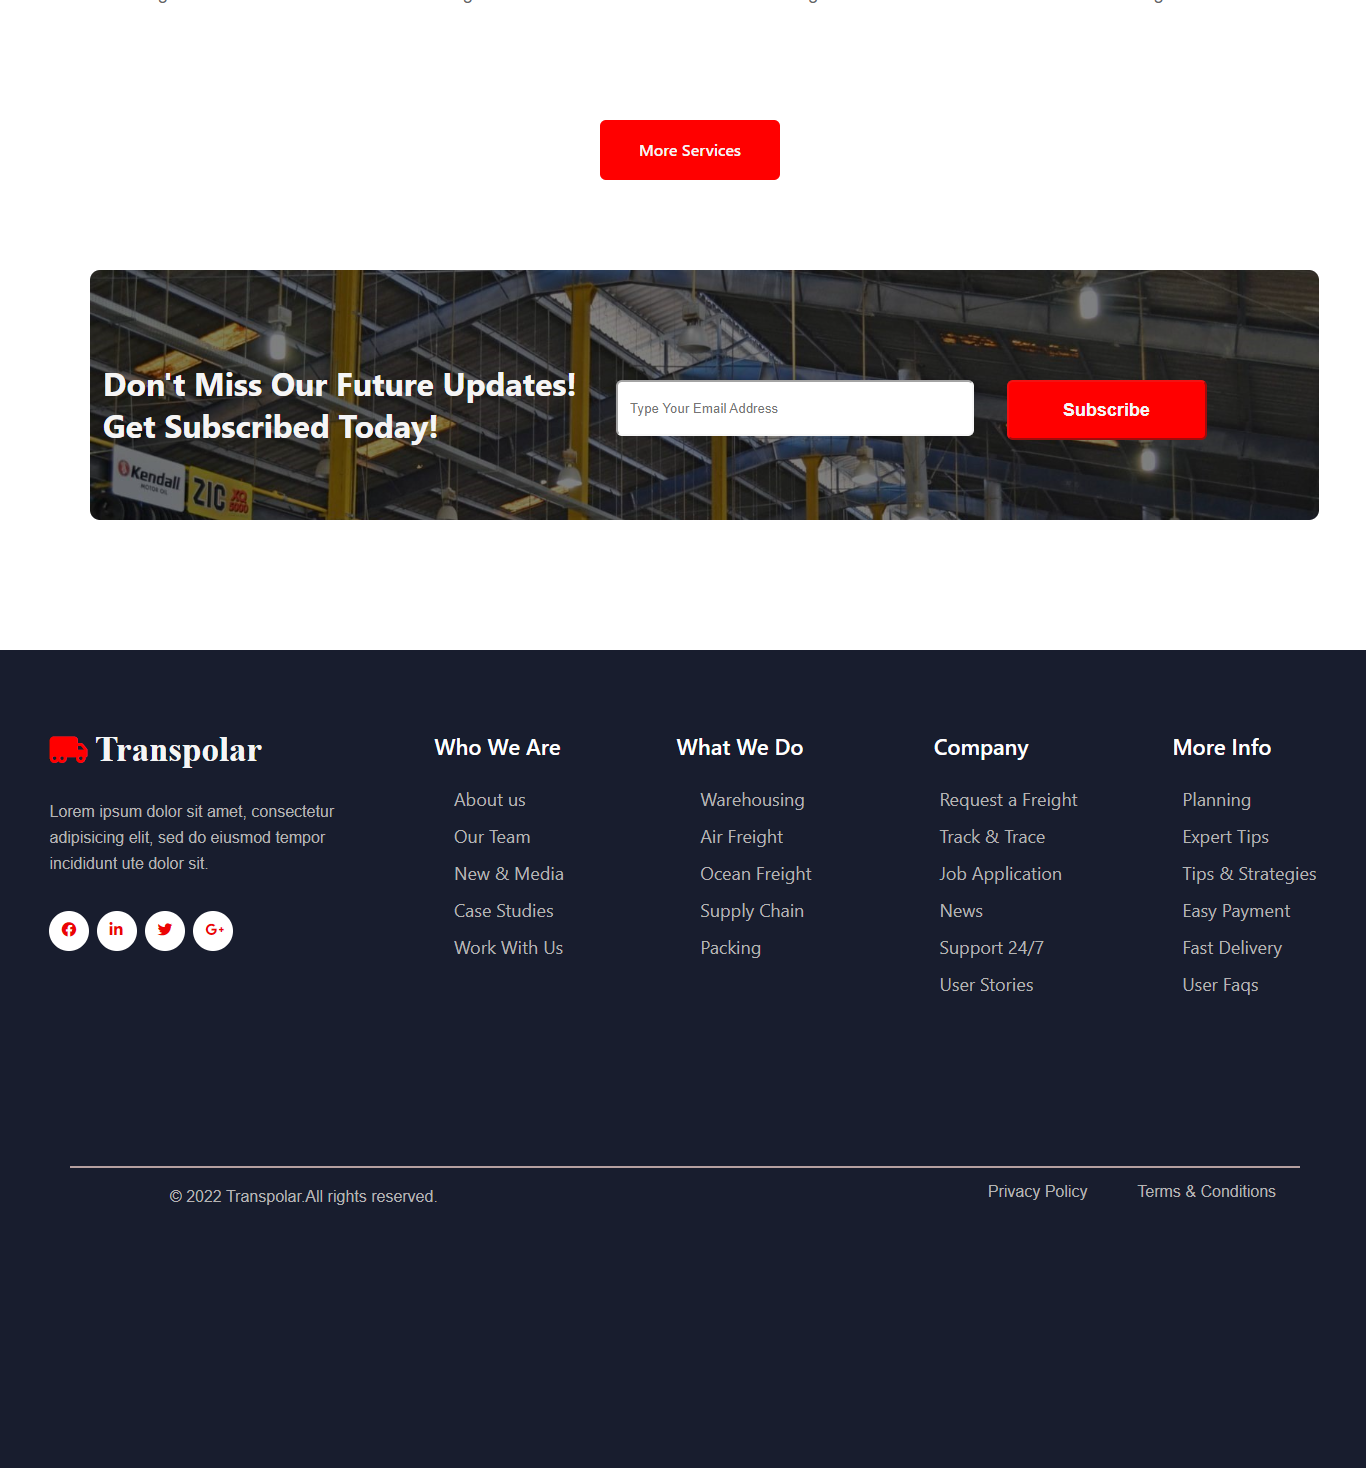 More Services
Don't Miss Our Future Updates!
Get Subscribed Today!
Type Your Email Address
Subscribe
Kendall
MOTOR OIL
ZIC XQ
5000
Transpolar
Lorem ipsum dolor sit amet, consectetur
adipisicing elit, sed do eiusmod tempor
incididunt ute dolor sit.
Who We Are
About us
Our Team
New & Media
Case Studies
Work With Us
What We Do
Warehousing
Air Freight
Ocean Freight
Supply Chain
Packing
Company
Request a Freight
Track & Trace
Job Application
News
Support 24/7
User Stories
More Info
Planning
Expert Tips
Tips & Strategies
Easy Payment
Fast Delivery
User Faqs
© 2022 Transpolar.All rights reserved.
Privacy Policy
Terms & Conditions